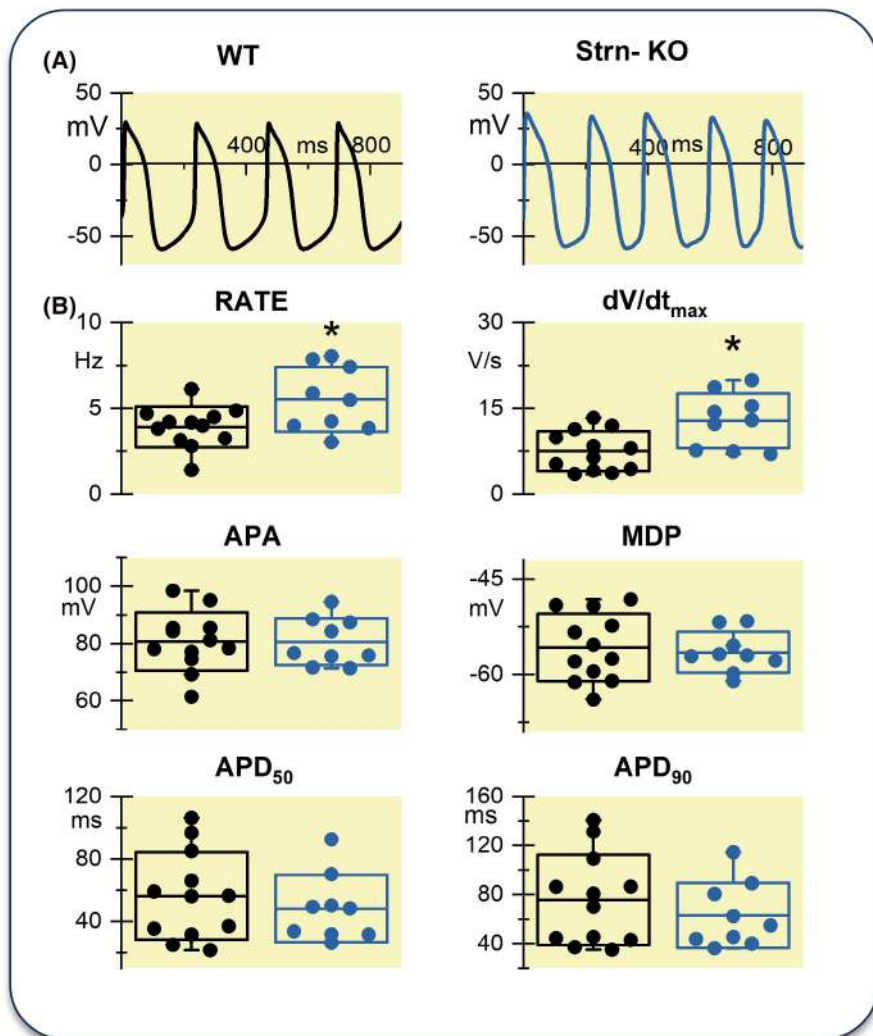 (A) WT Strn- KO
50 50
mV mV
400 ms 800 400 ms 800
0 0
-50 -50
(B) RATE dV/dtmax
10 30
Hz * V/s *
5 15
0 0
APA MDP
100 -45
mV mV
80
60 -60
APD50 APD90
120 160
ms ms
80 120
80
40 40